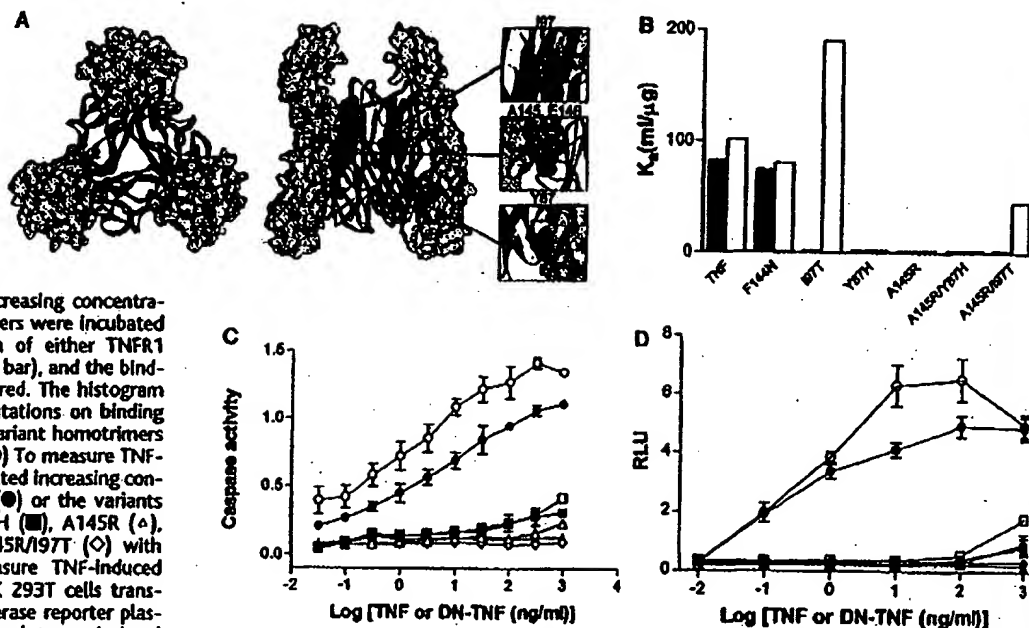 A
I97
A145 E146
Y87
B
200
100
0
Ka(ml/μg)
TNF
F144N
I97T
Y87H
A145R
A145R/Y87H
A145R/I97T
creasing concentra-
ers were incubated
n of either TNFR1
bar), and the bind-
red. The histogram
tations on binding
ariant homotrimers
) To measure TNF-
ted increasing con-
(●) or the variants
H (■), A145R (▵),
45R/I97T (◇) with
asure TNF-induced
K 293T cells trans-
erase reporter plas-
C
1.5
1.0
0.5
0.0
Caspase activity
-2 -1 0 1 2 3 4
Log [TNF or DN-TNF (ng/ml)]
D
8
6
4
2
0
RLU
-2 -1 0 1 2 3
Log [TNF or DN-TNF (ng/ml)]